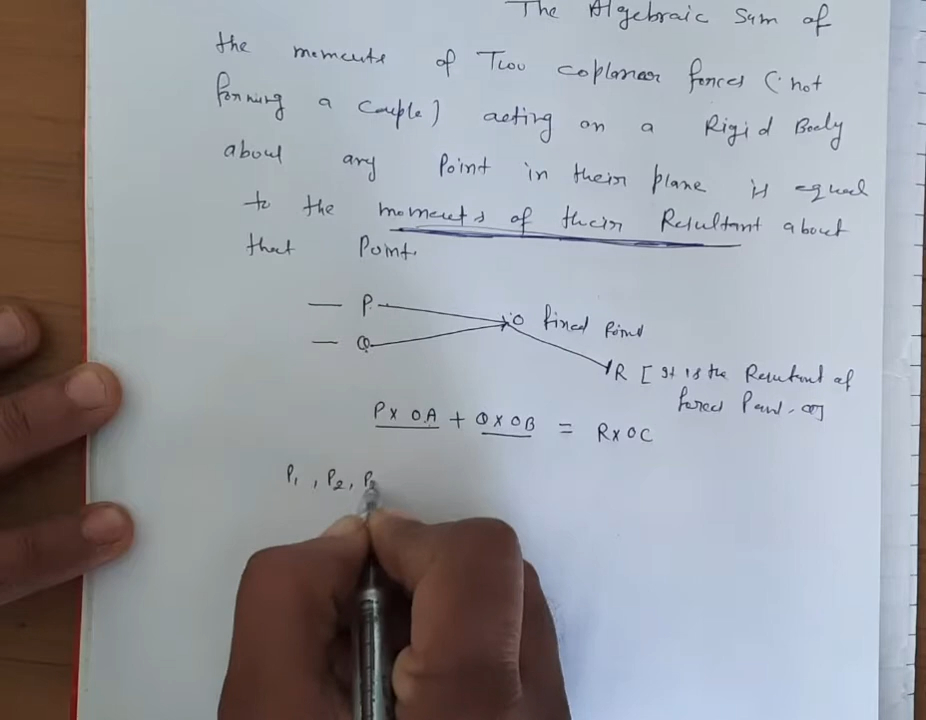 The Algebraic Sum of
the moments of Two coplanar forces (not
forming a couple) acting on a Rigid Body
about any Point in their plane is equal
to the moments of their Resultant about
that Point.
— P
O fixed Point
— Q
R [It is the Resultant of
forces P and Q]
P x OA + Q x OB = R x OC
P1, P2, P3